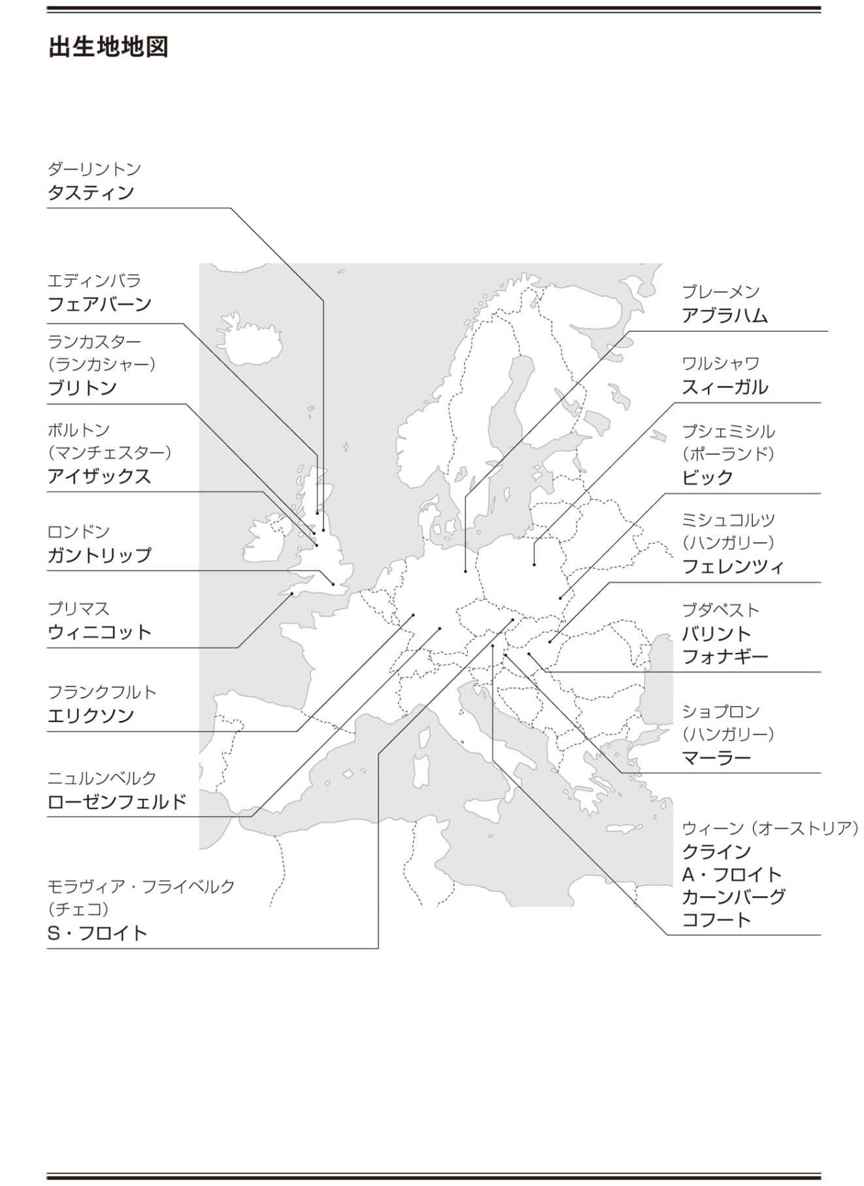 出生地地図
ダーリントン
タスティン
エディンバラ
フェアバーン
ランカスター
（ランカシャー）
ブリトン
ボルトン
（マンチェスター）
アイザックス
ロンドン
ガントリップ
プリマス
ウィニコット
フランクフルト
エリクソン
ニュルンベルク
ローゼンフェルド
モラヴィア・フライベルク
（チェコ）
S・フロイト
ブレーメン
アブラハム
ワルシャワ
スィーガル
プシェミシル
（ポーランド）
ビック
ミシュコルツ
（ハンガリー）
フェレンツィ
ブダペスト
バリント
フォナギー
ショプロン
（ハンガリー）
マーラー
ウィーン（オーストリア）
クライン
A・フロイト
カーンバーグ
コフート